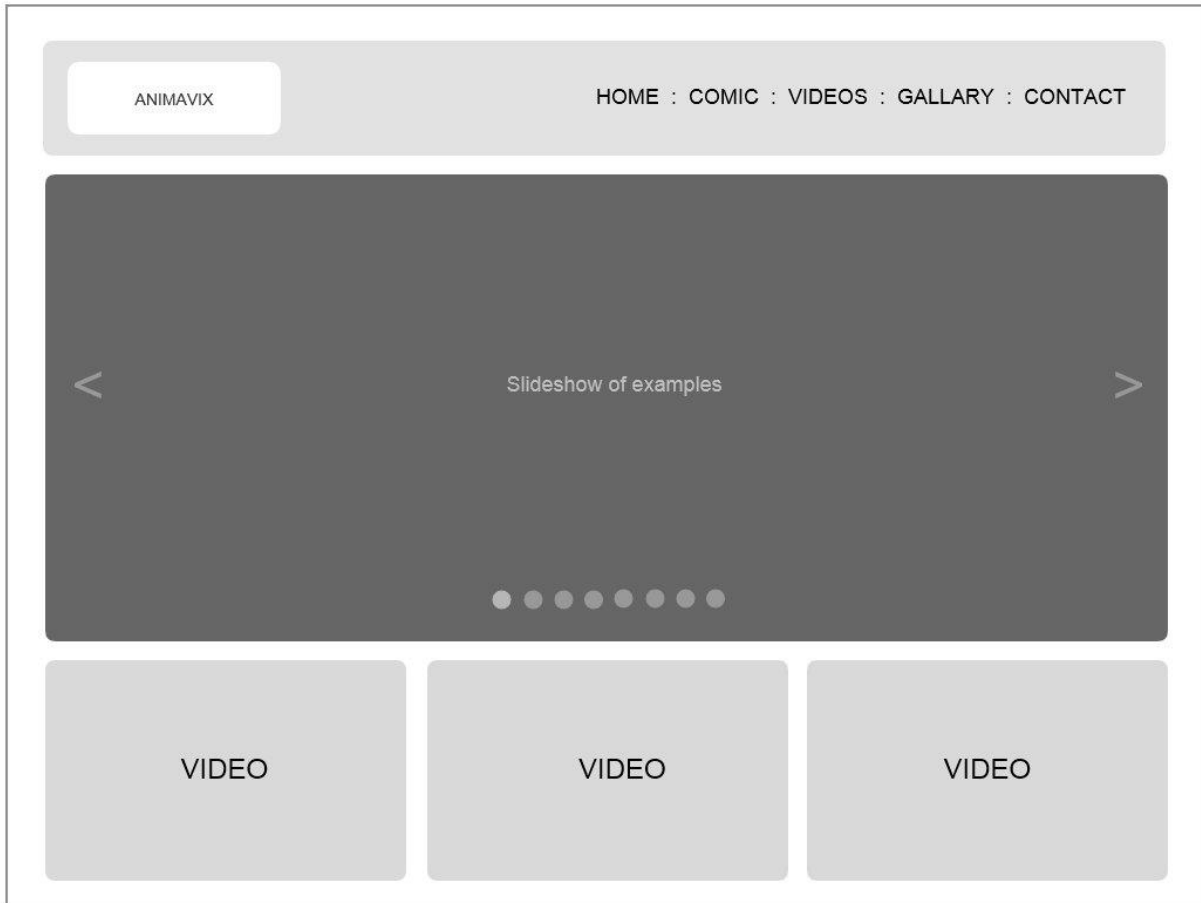 ANIMAVIX
HOME : COMIC : VIDEOS : GALLARY : CONTACT
< Slideshow of examples >
VIDEO VIDEO VIDEO